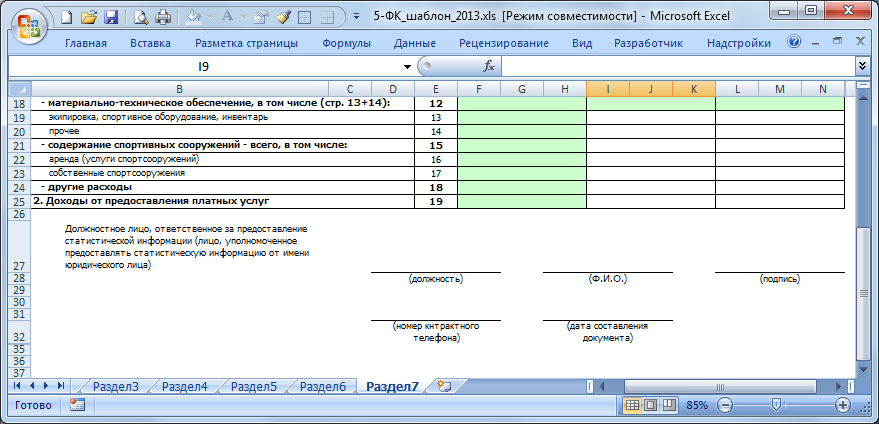 5-ФК_шаблон_2013.xls [Режим совместимости] - Microsoft Excel
Главная Вставка Разметка страницы Формулы Данные Рецензирование Вид Разработчик Надстройки
I9 fx
B C D E F G H I J K L M N
18 - материально-техническое обеспечение, в том числе (стр. 13+14): 12
19 экипировка, спортивное оборудование, инвентарь 13
20 прочее 14
21 - содержание спортивных сооружений - всего, в том числе: 15
22 аренда (услуги спортсооружений) 16
23 собственные спортсооружения 17
24 - другие расходы 18
25 2. Доходы от предоставления платных услуг 19
26
Должностное лицо, ответственное за предоставление
статистической информации (лицо, уполномоченное
предоставлять статистическую информацию от имени
27 юридического лица)
28 (должность) (Ф.И.О.) (подпись)
29
30
31
(номер кнтрактного (дата составления
32 телефона) документа)
35
36
37
Раздел3 Раздел4 Раздел5 Раздел6 Раздел7
Готово 85%